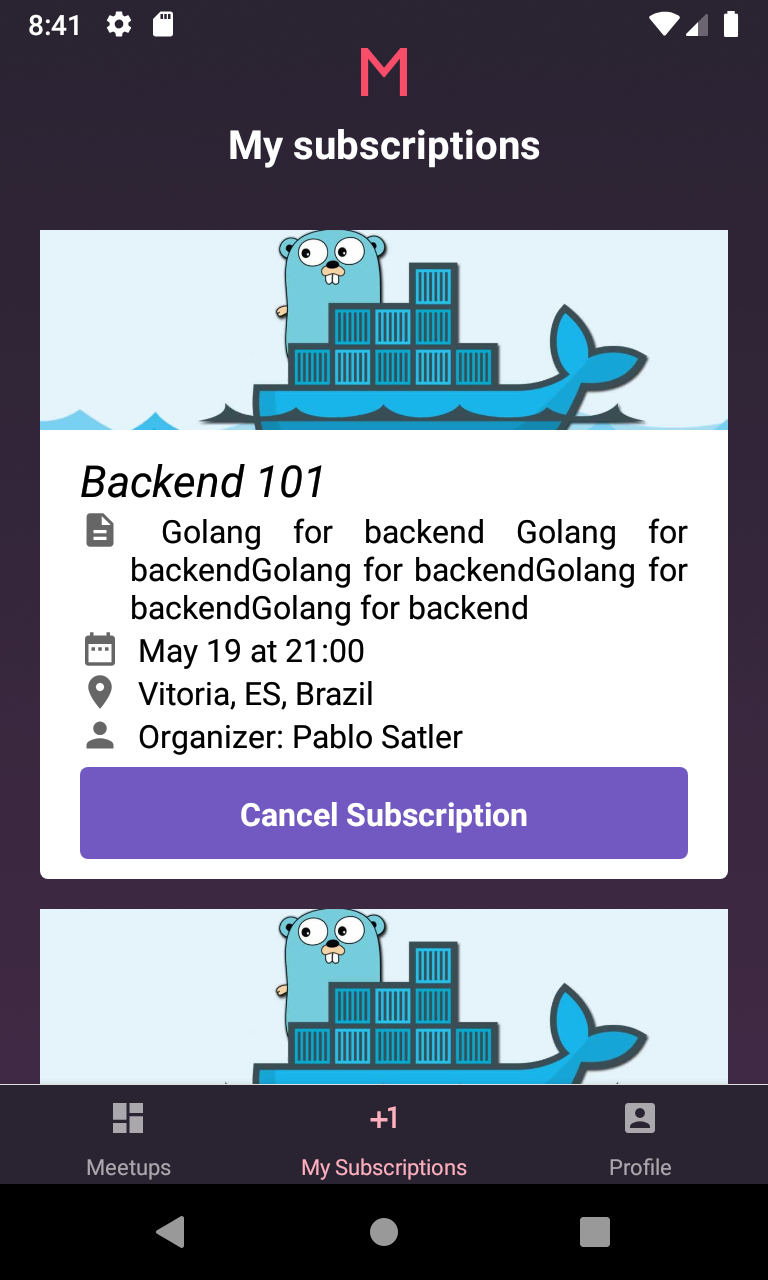 8:41
M
My subscriptions
Backend 101
Golang for backend Golang for
backendGolang for backendGolang for
backendGolang for backend
May 19 at 21:00
Vitoria, ES, Brazil
Organizer: Pablo Satler
Cancel Subscription
+1
Meetups
My Subscriptions
Profile